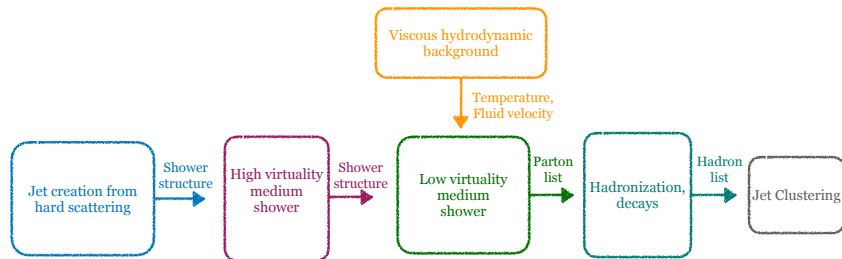 Viscous hydrodynamic
background
Temperature,
Fluid velocity
Jet creation from
hard scattering
Shower
structure
High virtuality
medium
shower
Shower
structure
Low virtuality
medium
shower
Parton
list
Hadronization,
decays
Hadron
list
Jet Clustering